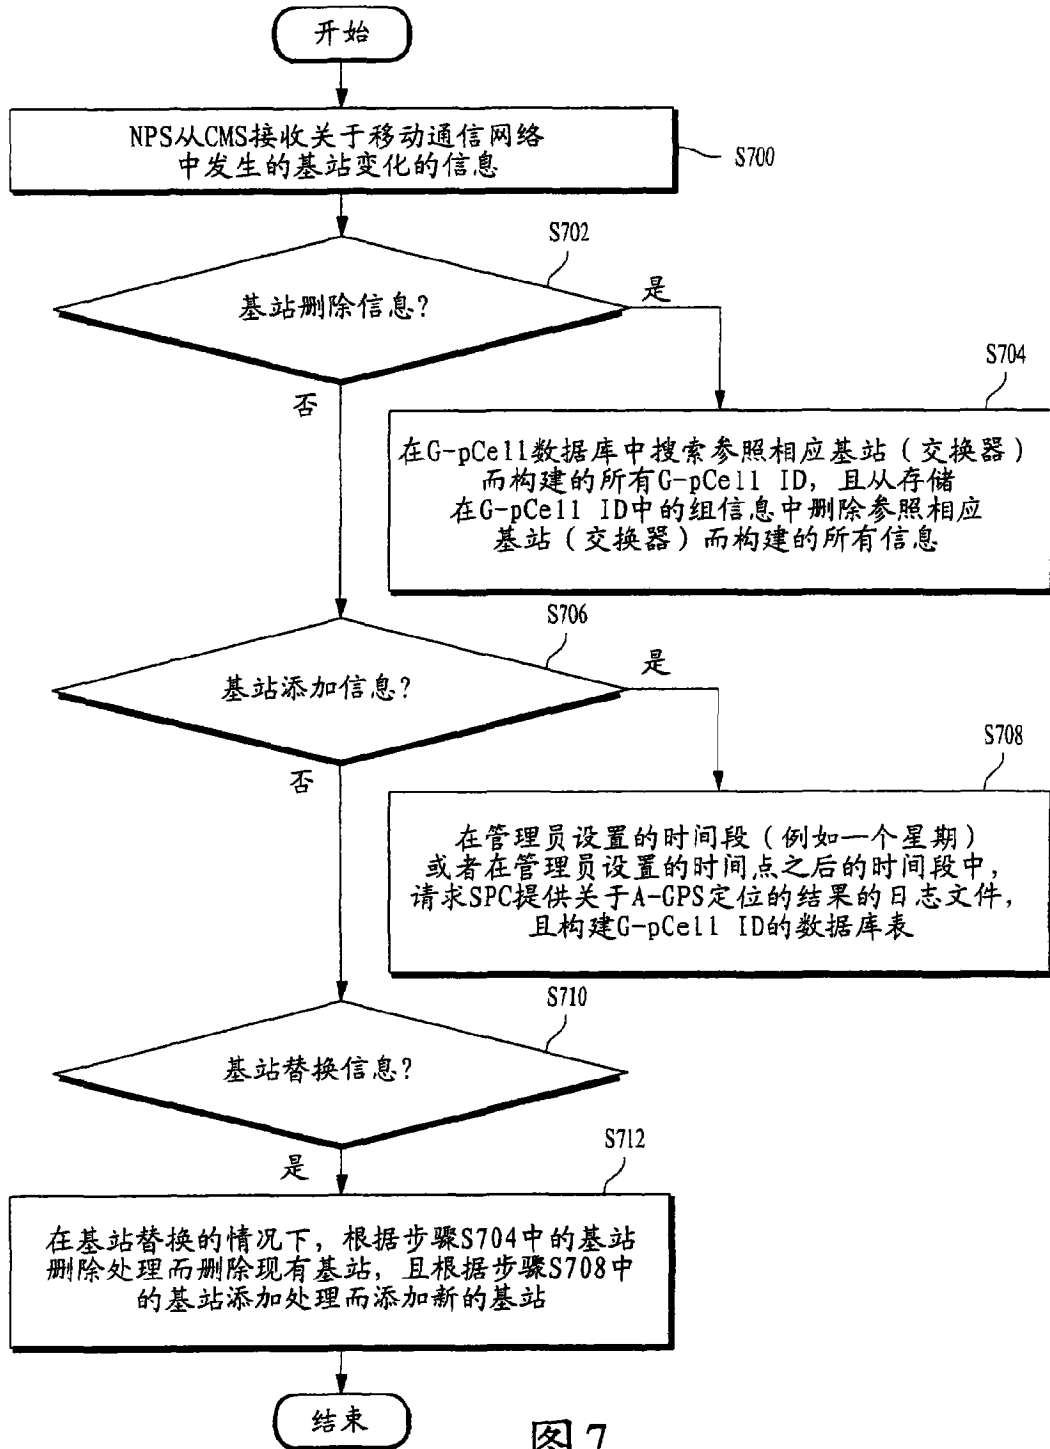 开始
NPS从CMS接收关于移动通信网络
中发生的基站变化的信息
S700
S702
基站删除信息?
是
否
S704
在G-pCell数据库中搜索参照相应基站（交换器）
而构建的所有G-pCell ID，且从存储
在G-pCell ID中的组信息中删除参照相应
基站（交换器）而构建的所有信息
S706
基站添加信息?
是
否
S708
在管理员设置的时间段（例如一个星期）
或者在管理员设置的时间点之后的时间段中，
请求SPC提供关于A-GPS定位的结果的日志文件，
且构建G-pCell ID的数据库表
S710
基站替换信息?
是
S712
在基站替换的情况下，根据步骤S704中的基站
删除处理而删除现有基站，且根据步骤S708中
的基站添加处理而添加新的基站
结束
图7